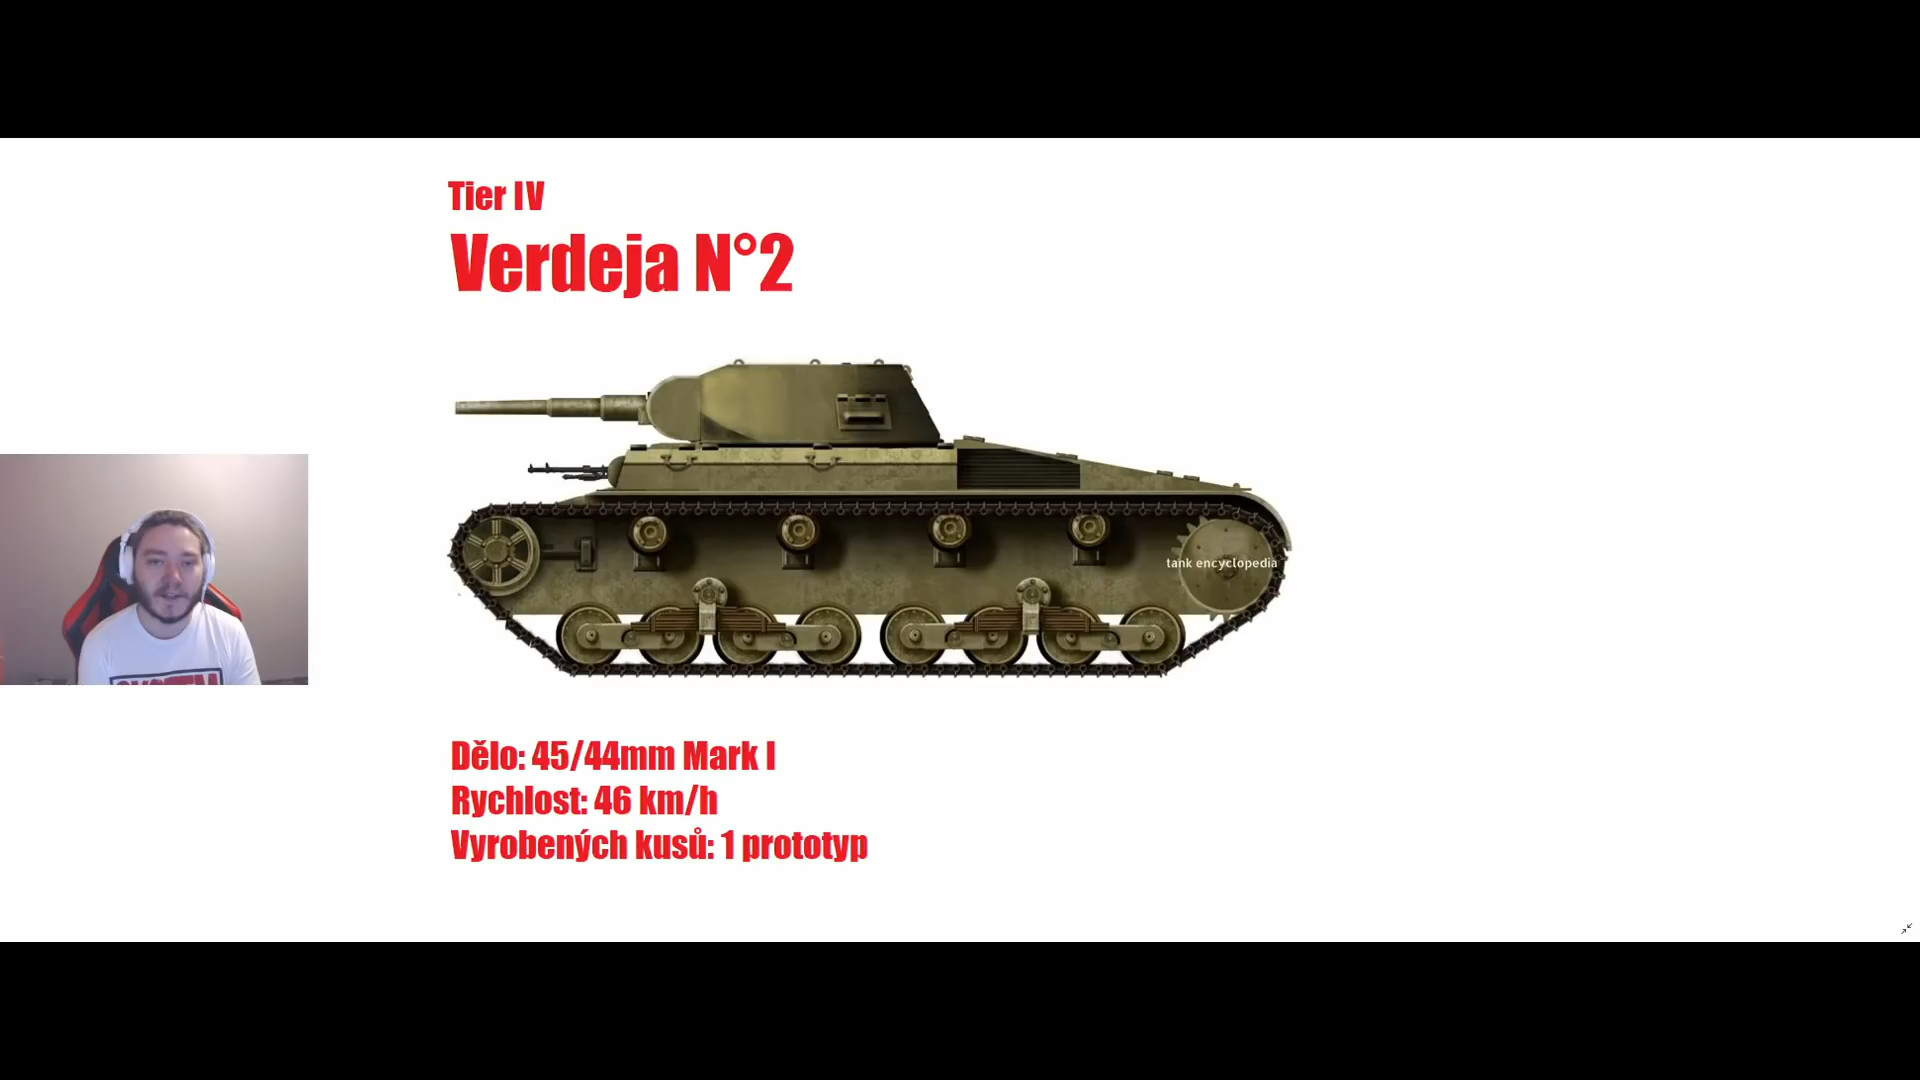 Tier IV
Verdeja N°2
tank encyclopedia
Dělo: 45/44mm Mark I
Rychlost: 46 km/h
Vyrobených kusů: 1 prototyp